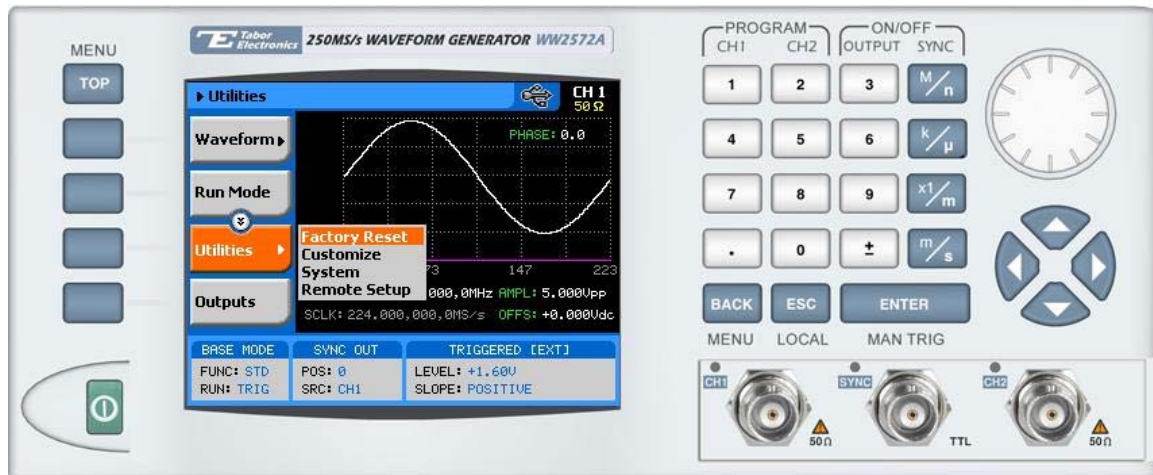 MENU
TOP
Tabor
Electronics
250MS/s WAVEFORM GENERATOR WW2572A
Utilities
CH 1
50 Ω
Waveform
Run Mode
Utilities
Outputs
PHASE: 0.0
Factory Reset
Customize
System
Remote Setup
73 147 223
000,0MHz AMPL: 5.000Vpp
SCLK: 224.000,000,0MS/s OFFS: +0.000Vdc
BASE MODE
FUNC: STD
RUN: TRIG
SYNC OUT
POS: 0
SRC: CH1
TRIGGERED [EXT]
LEVEL: +1.60V
SLOPE: POSITIVE
PROGRAM
CH1 CH2
ON/OFF
OUTPUT SYNC
1 2 3 M/n
4 5 6 k/µ
7 8 9 x1/m
. 0 ± m/s
BACK ESC ENTER
MENU LOCAL MAN TRIG
CH1 SYNC CH2
50Ω TTL 50Ω